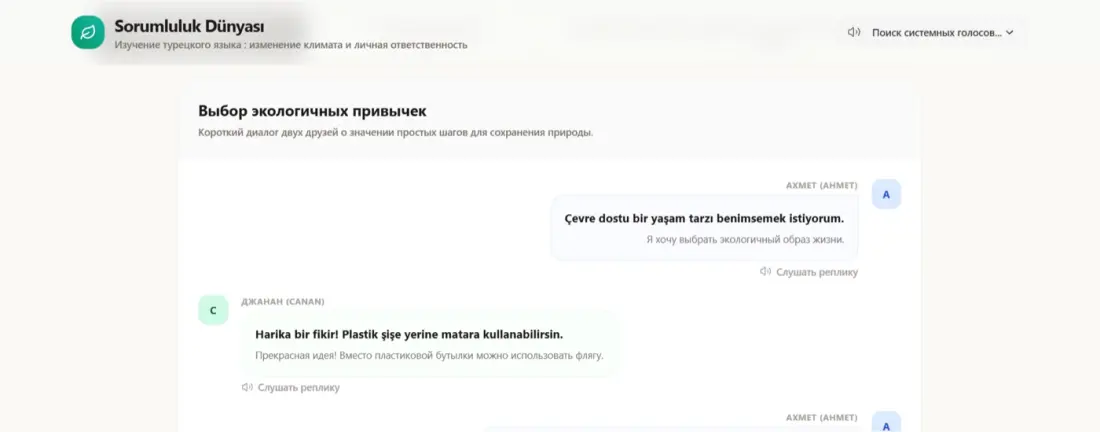 Sorumluluk Dünyası
Изучение турецкого языка : изменение климата и личная ответственность
Поиск системных голосов...
Выбор экологичных привычек
Короткий диалог двух друзей о значении простых шагов для сохранения природы.
АХМЕТ (AHMET)
A
Çevre dostu bir yaşam tarzı benimsemek istiyorum.
Я хочу выбрать экологичный образ жизни.
Слушать реплику
ДЖАНАН (CANAN)
C
Harika bir fikir! Plastik şişe yerine matara kullanabilirsin.
Прекрасная идея! Вместо пластиковой бутылки можно использовать флягу.
Слушать реплику
АХМЕТ (AHMET)
A